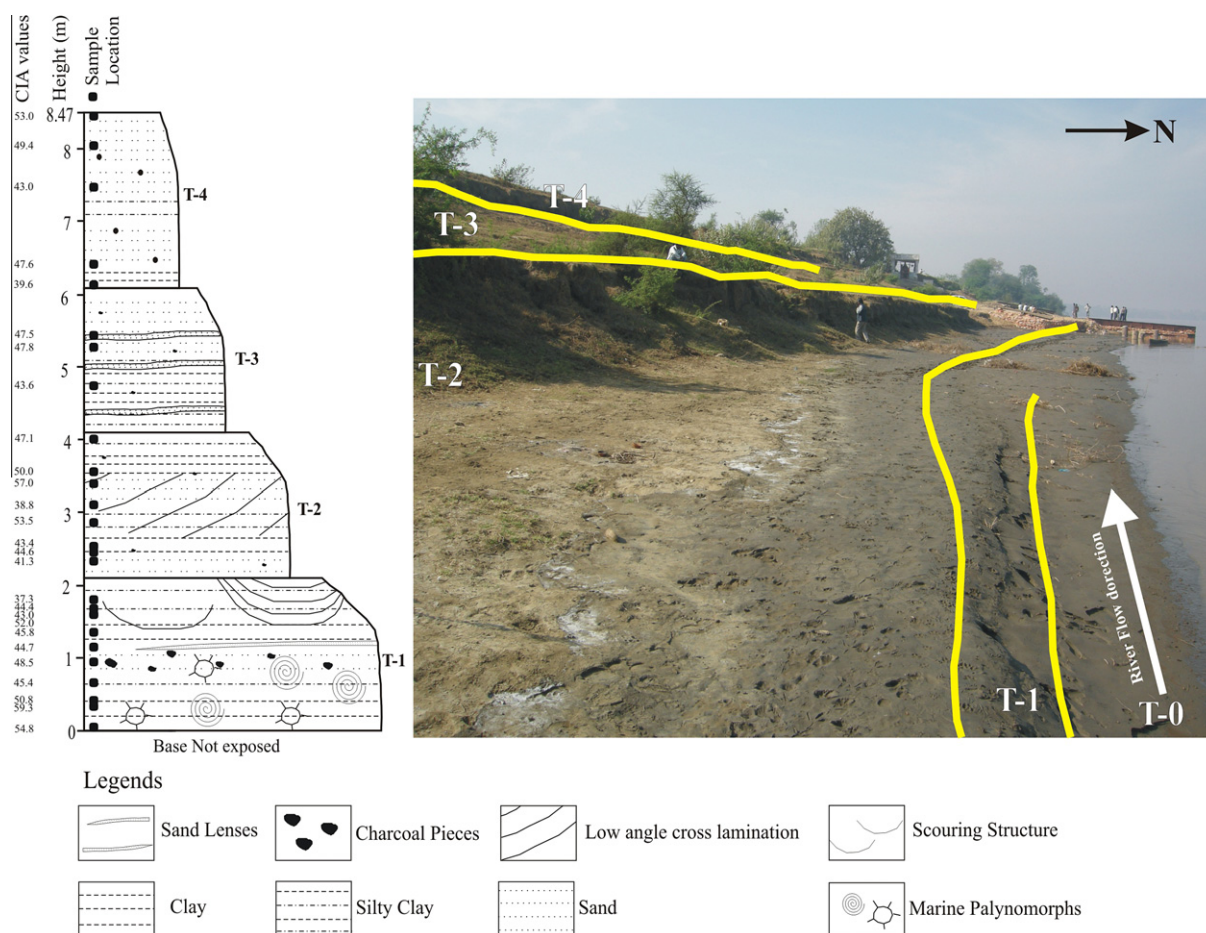 CIA values
Height (m)
Sample
Location
53.0
49.4
43.0
47.6
39.6
47.5
47.8
43.6
47.1
50.0
57.0
38.8
53.5
43.4
44.6
41.3
37.3
44.4
43.0
52.0
45.8
44.7
48.5
45.4
50.8
59.3
54.8
8.47
8
7
6
5
4
3
2
1
0
T-4
T-3
T-2
T-1
Base Not exposed
N
T-4
T-3
T-2
T-1
T-0
River Flow dorection
Legends
Sand Lenses
Charcoal Pieces
Low angle cross lamination
Scouring Structure
Clay
Silty Clay
Sand
Marine Palynomorphs